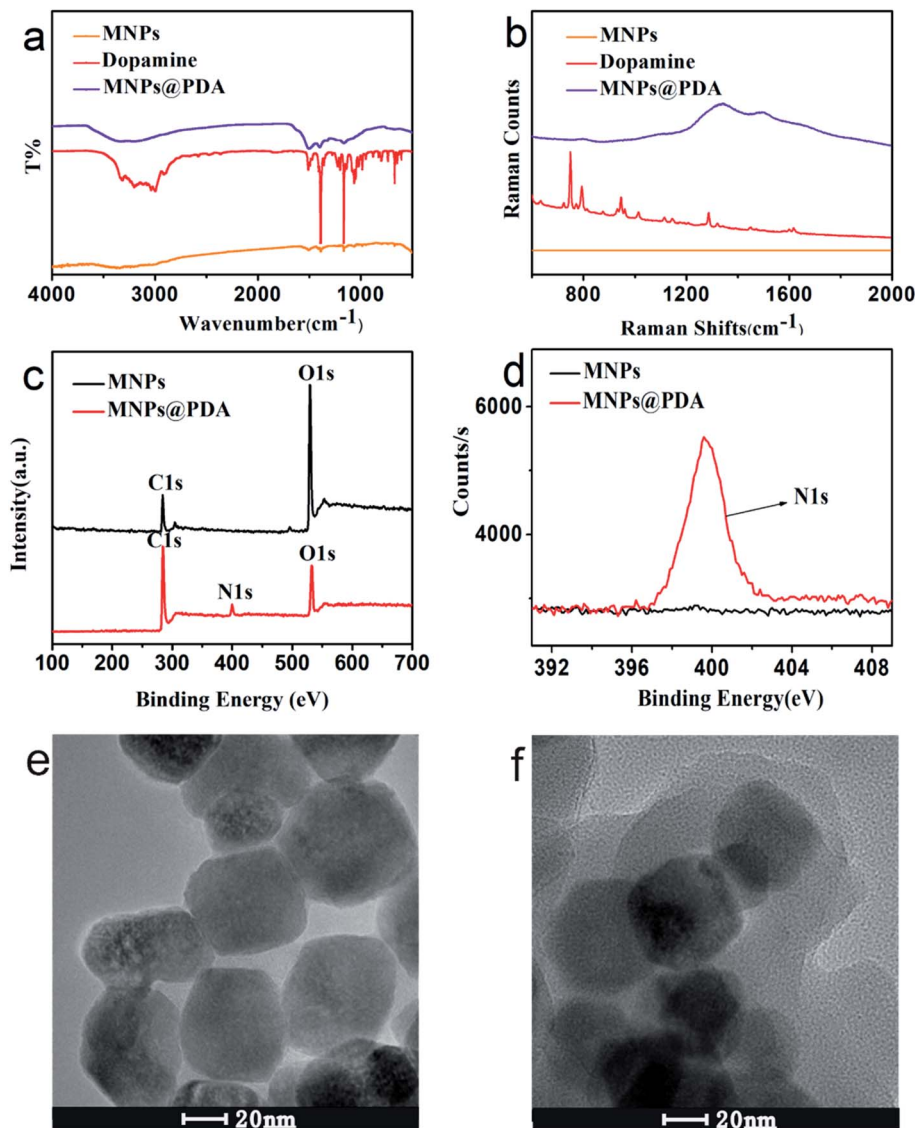 a
MNPs
Dopamine
MNPs@PDA
T%
4000 3000 2000 1000
Wavenumber(cm-1)
b
MNPs
Dopamine
MNPs@PDA
Raman Counts
800 1200 1600 2000
Raman Shifts(cm-1)
c
MNPs
MNPs@PDA
O1s
C1s
C1s
N1s
O1s
Intensity(a.u.)
100 200 300 400 500 600 700
Binding Energy (eV)
d
MNPs
MNPs@PDA
6000
4000
N1s
Counts/s
392 396 400 404 408
Binding Energy(eV)
e
20nm
f
20nm